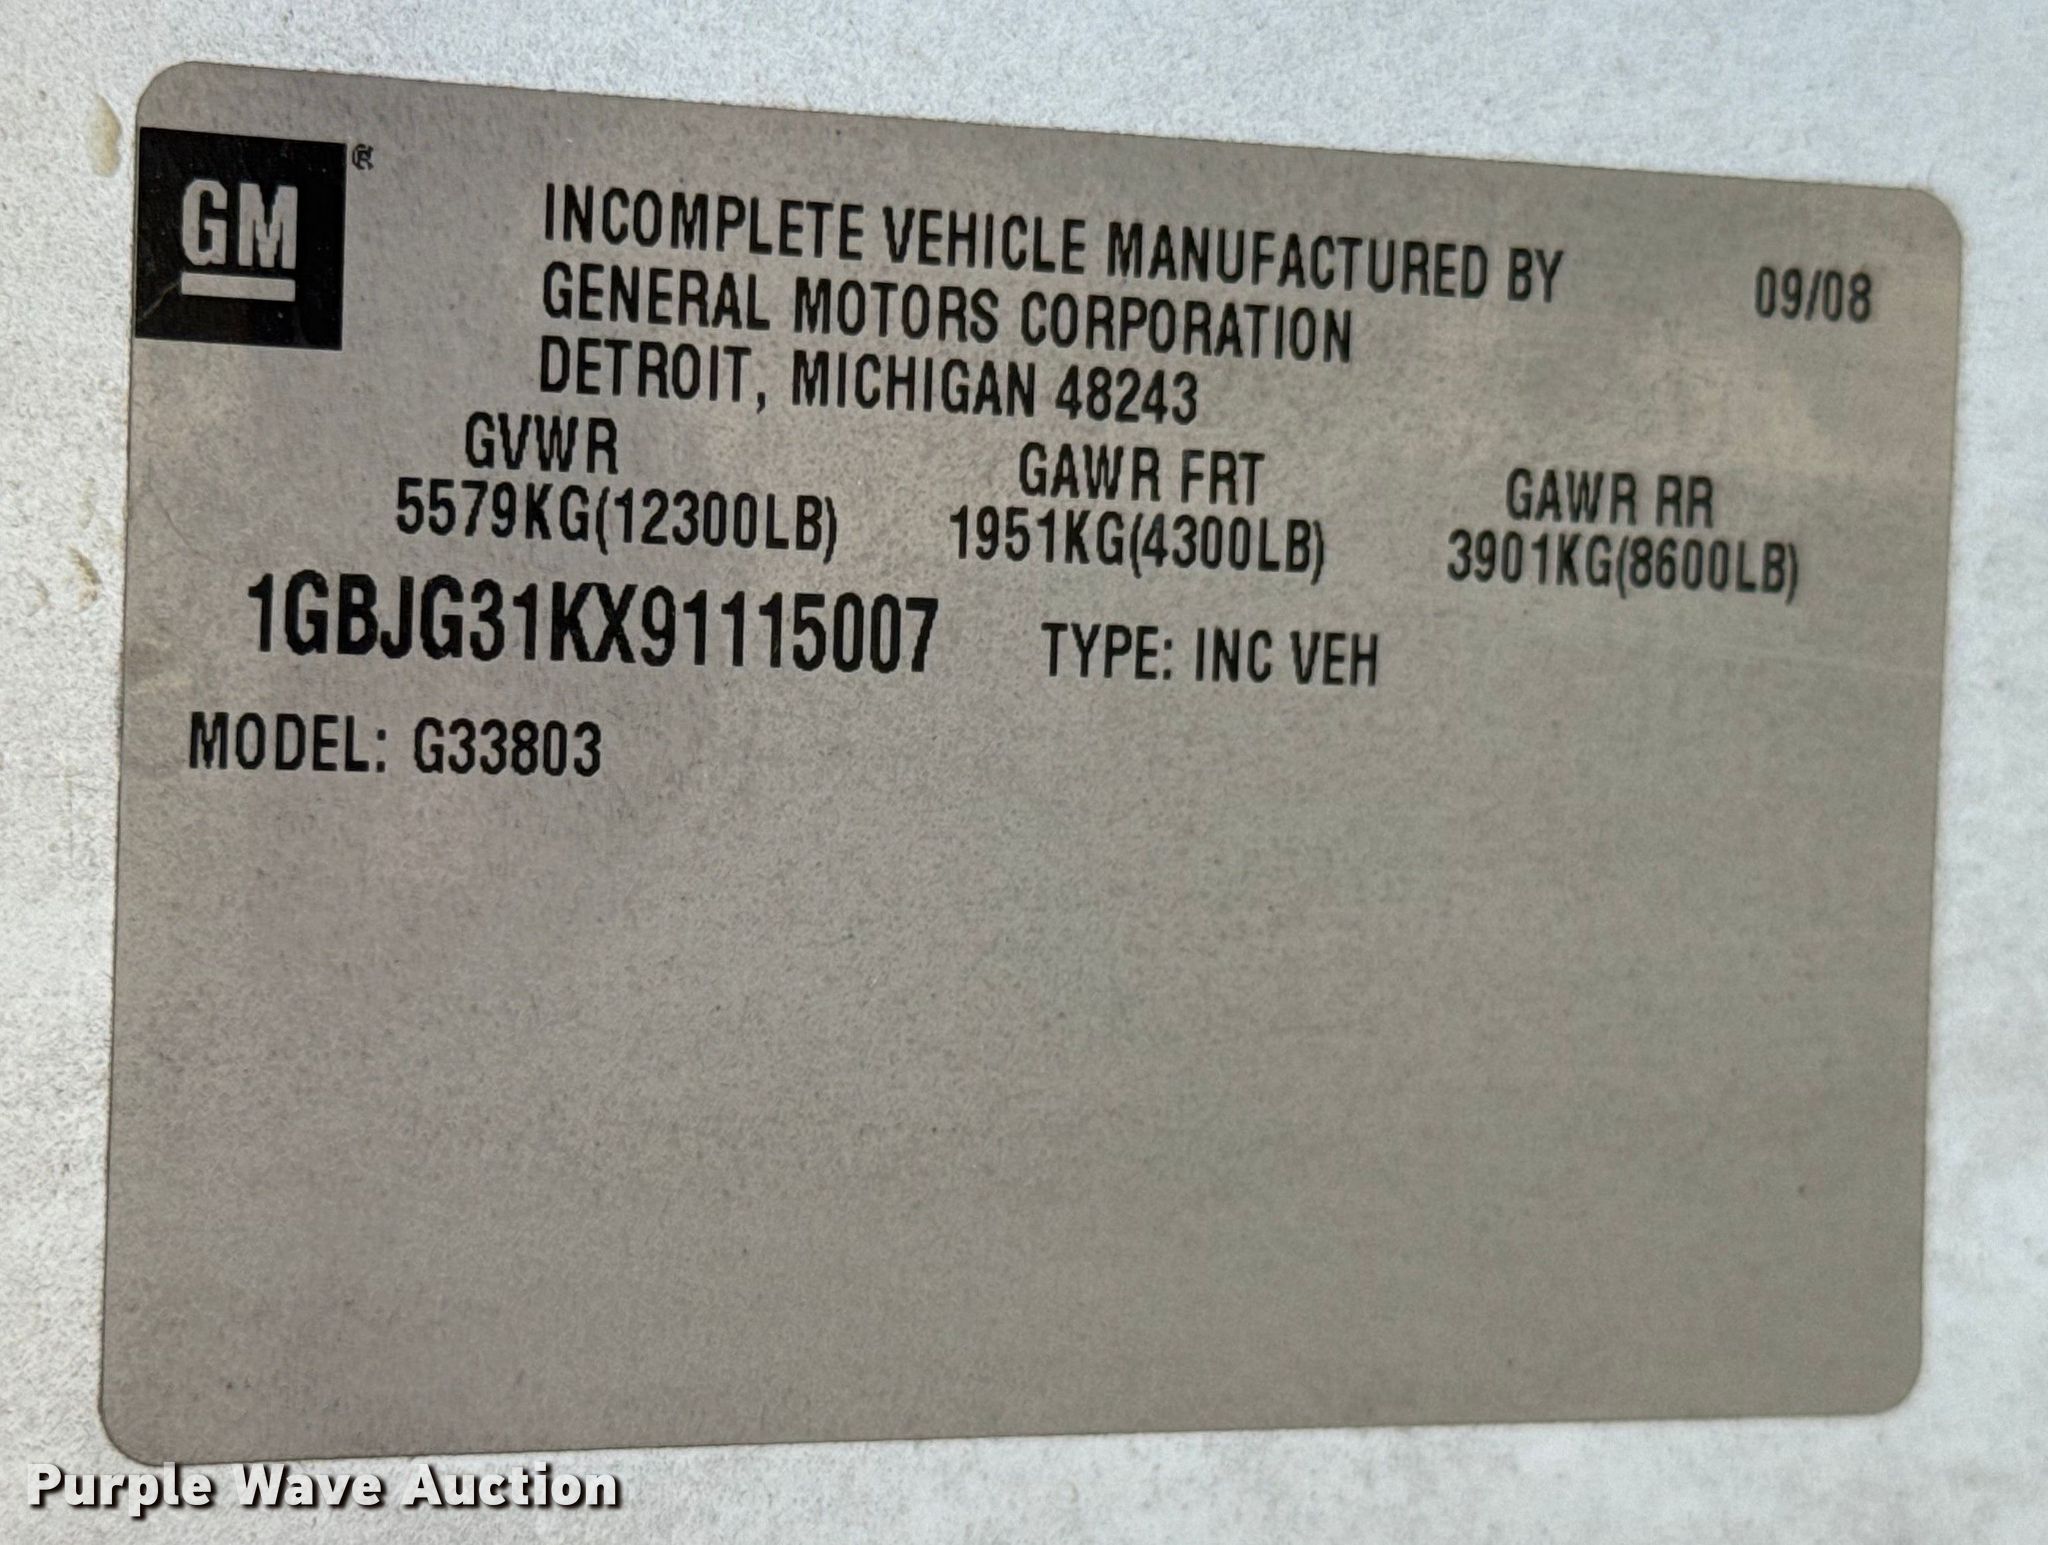 GM®
INCOMPLETE VEHICLE MANUFACTURED BY
GENERAL MOTORS CORPORATION
DETROIT, MICHIGAN 48243
09/08
GVWR GAWR FRT GAWR RR
5579KG(12300LB) 1951KG(4300LB) 3901KG(8600LB)
1GBJG31KX91115007 TYPE: INC VEH
MODEL: G33803
Purple Wave Auction